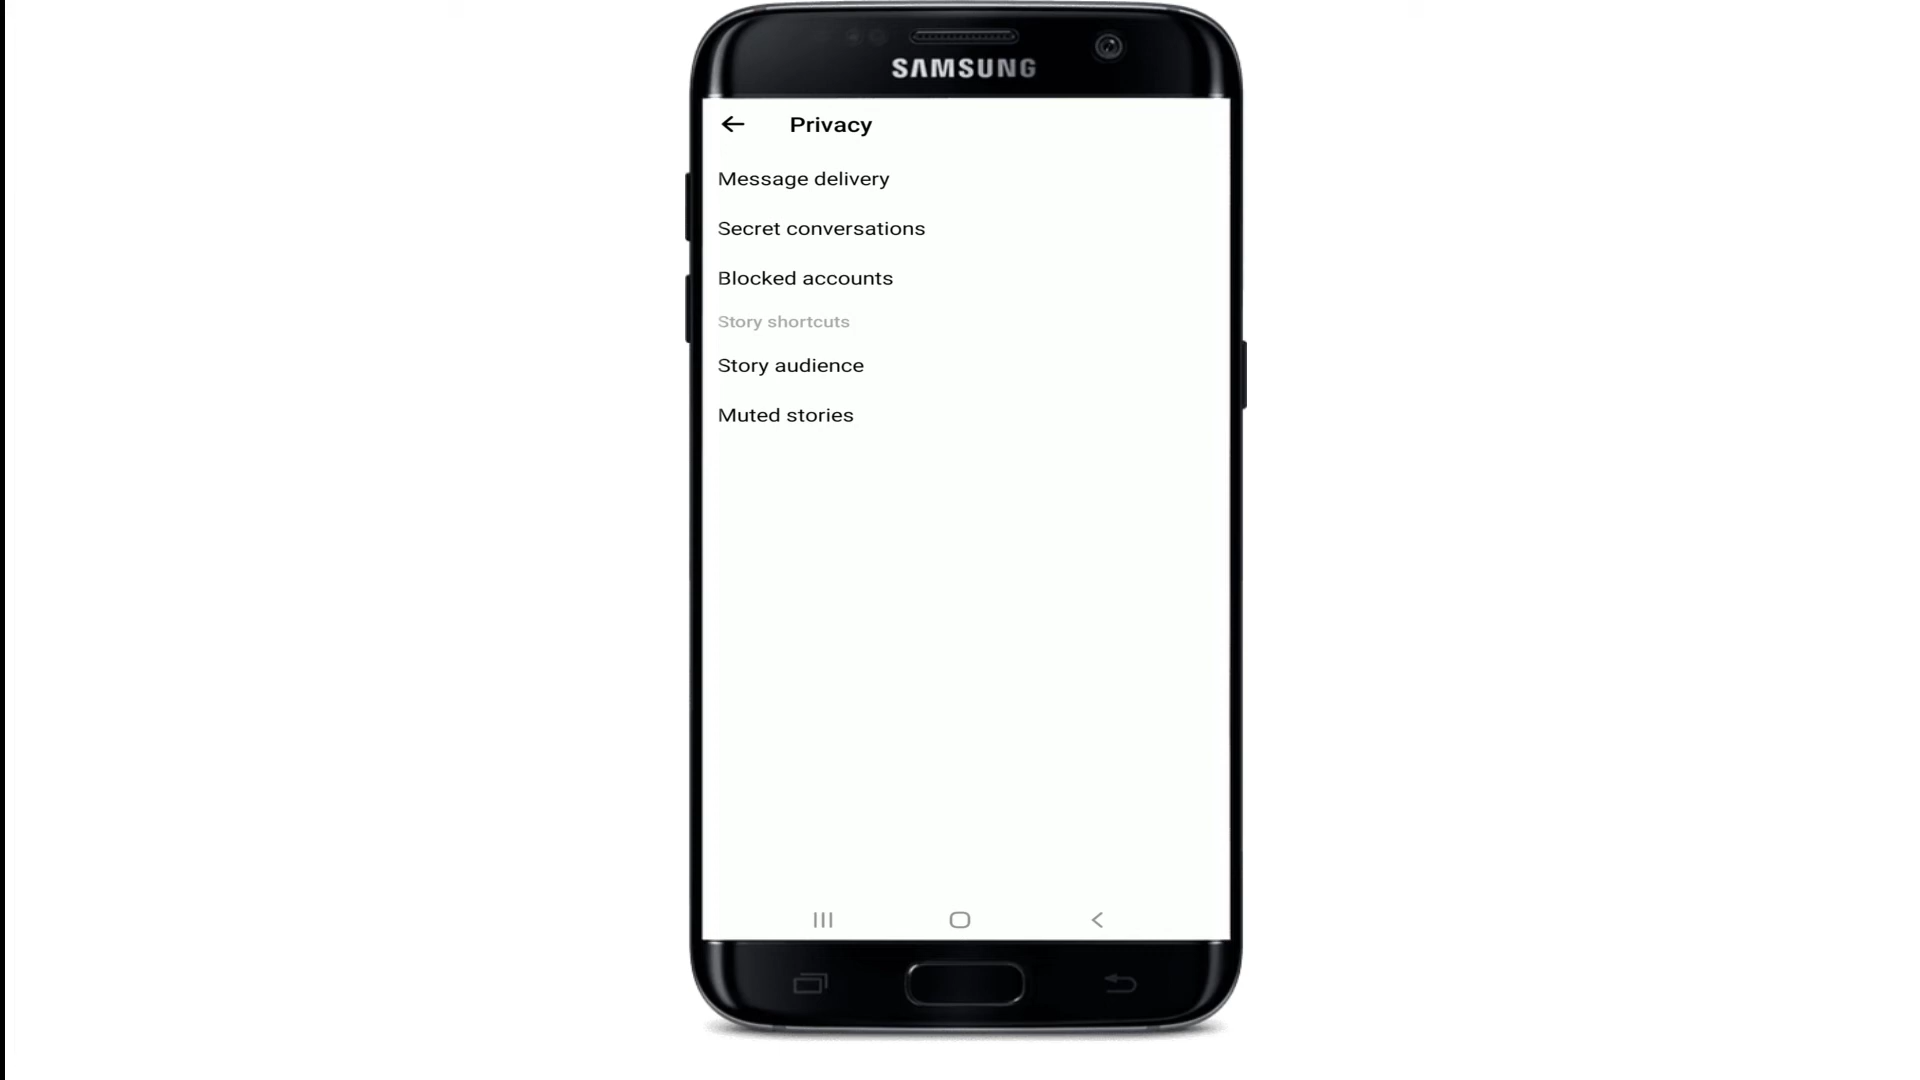 SAMSUNG
Privacy
Message delivery
Secret conversations
Blocked accounts
Story shortcuts
Story audience
Muted stories